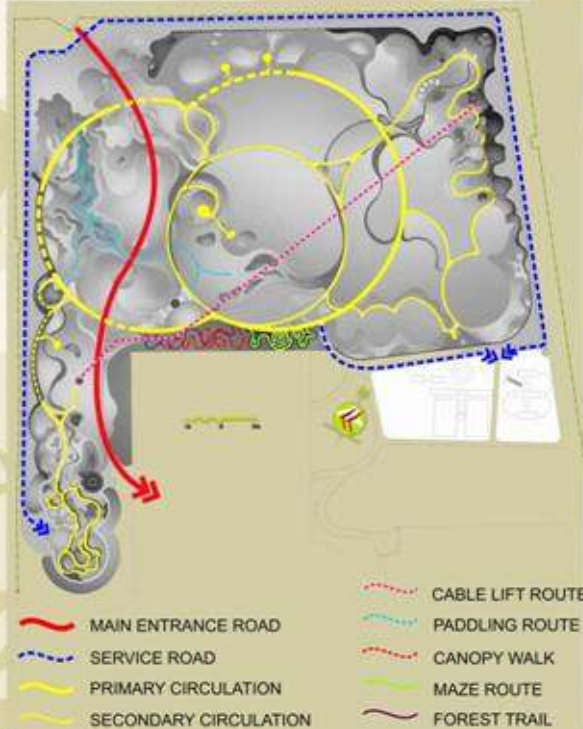 MAIN ENTRANCE ROAD
SERVICE ROAD
PRIMARY CIRCULATION
SECONDARY CIRCULATION
CABLE LIFT ROUTE
PADDLING ROUTE
CANOPY WALK
MAZE ROUTE
FOREST TRAIL